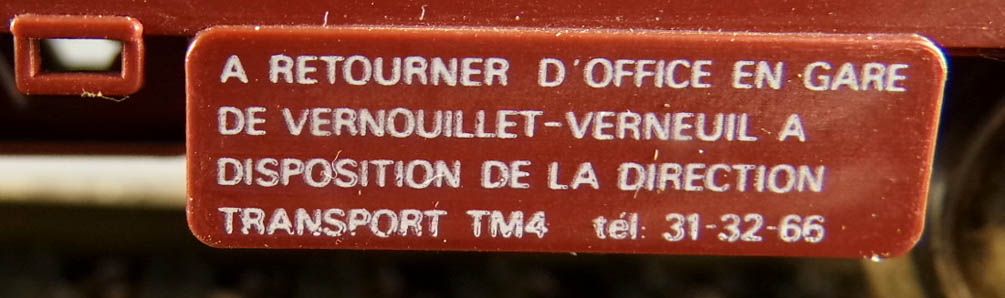 A RETOURNER D'OFFICE EN GARE
DE VERNOUILLET-VERNEUIL A
DISPOSITION DE LA DIRECTION
TRANSPORT TM4 tél: 31-32-66